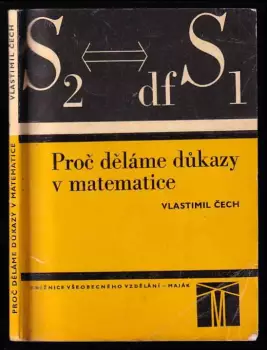 S₂ ⇔ df S₁
Proč děláme důkazy
v matematice
VLASTIMIL ČECH
KNIŽNICE VŠEOBECNÉHO VZDĚLÁNÍ – MAJÁK
M
VLASTIMIL ČECH
PROČ DĚLÁME DŮKAZY V MATEMATICE